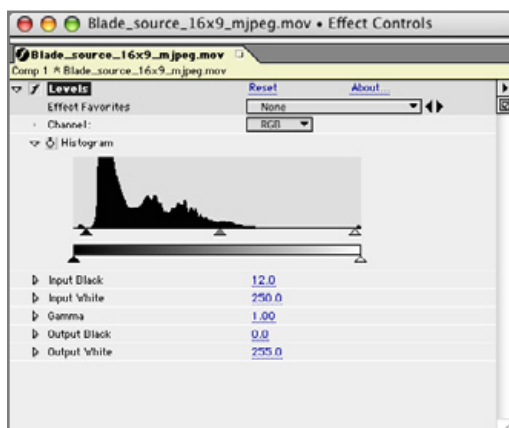 Blade_source_16x9_mjpeg.mov • Effect Controls
Blade_source_16x9_mjpeg.mov
Comp 1 * Blade_source_16x9_mjpeg.mov
Levels Reset About...
Effect Favorites None
Channel: RGB
Histogram
Input Black 12.0
Input White 250.0
Gamma 1.00
Output Black 0.0
Output White 255.0